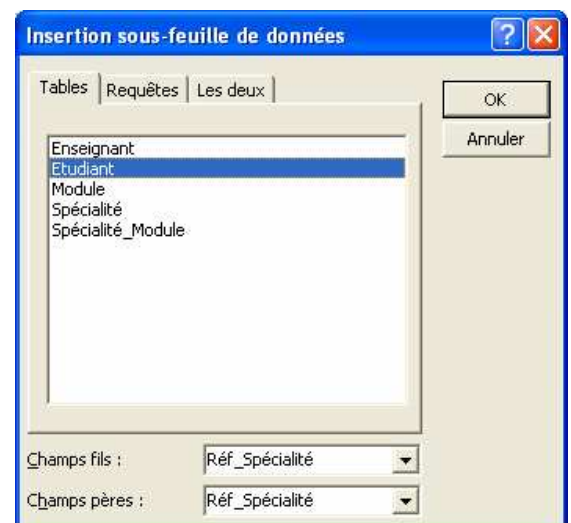 Insertion sous-feuille de données
Tables Requêtes Les deux
OK
Annuler
Enseignant
Etudiant
Module
Spécialité
Spécialité_Module
Champs fils : Réf_Spécialité
Champs pères : Réf_Spécialité